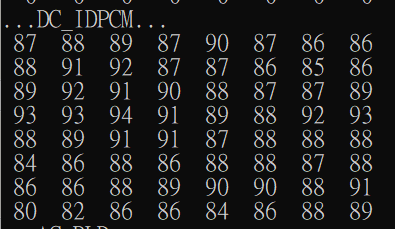 ...DC_IDPCM...
87 88 89 87 90 87 86 86
88 91 92 87 87 86 85 86
89 92 91 90 88 87 87 89
93 93 94 91 89 88 92 93
88 89 91 91 87 88 88 88
84 86 88 86 88 88 87 88
86 86 88 89 90 90 88 91
80 82 86 86 84 86 88 89